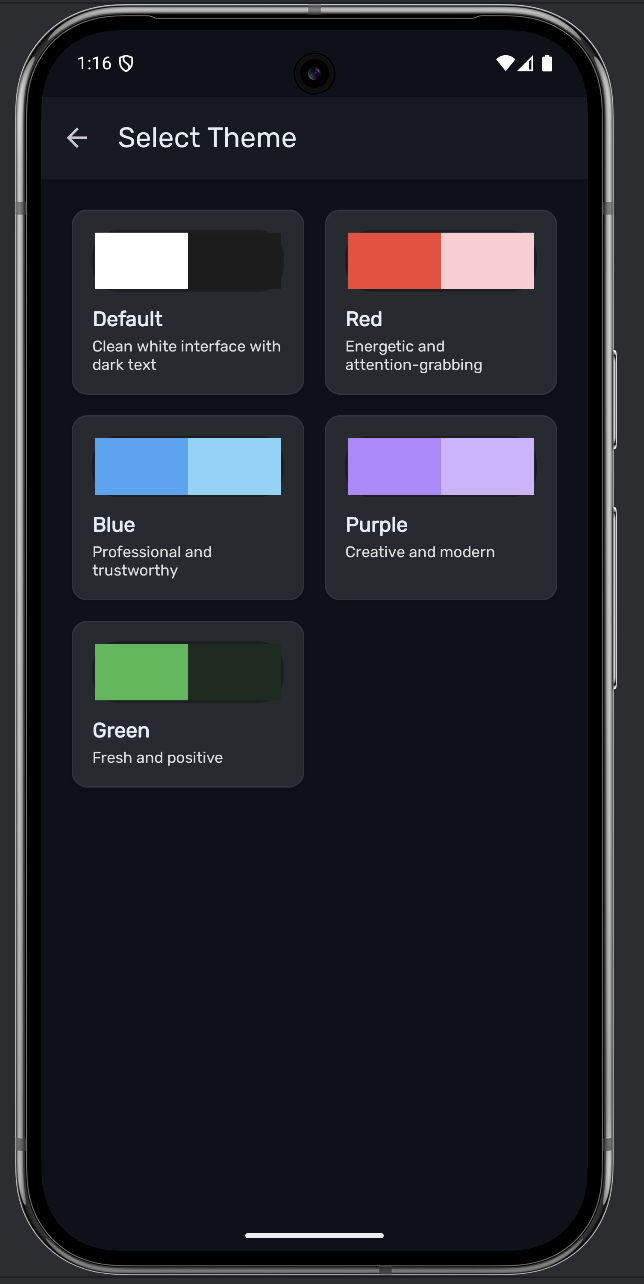 1:16
Select Theme
Default
Clean white interface with
dark text
Red
Energetic and
attention-grabbing
Blue
Professional and
trustworthy
Purple
Creative and modern
Green
Fresh and positive